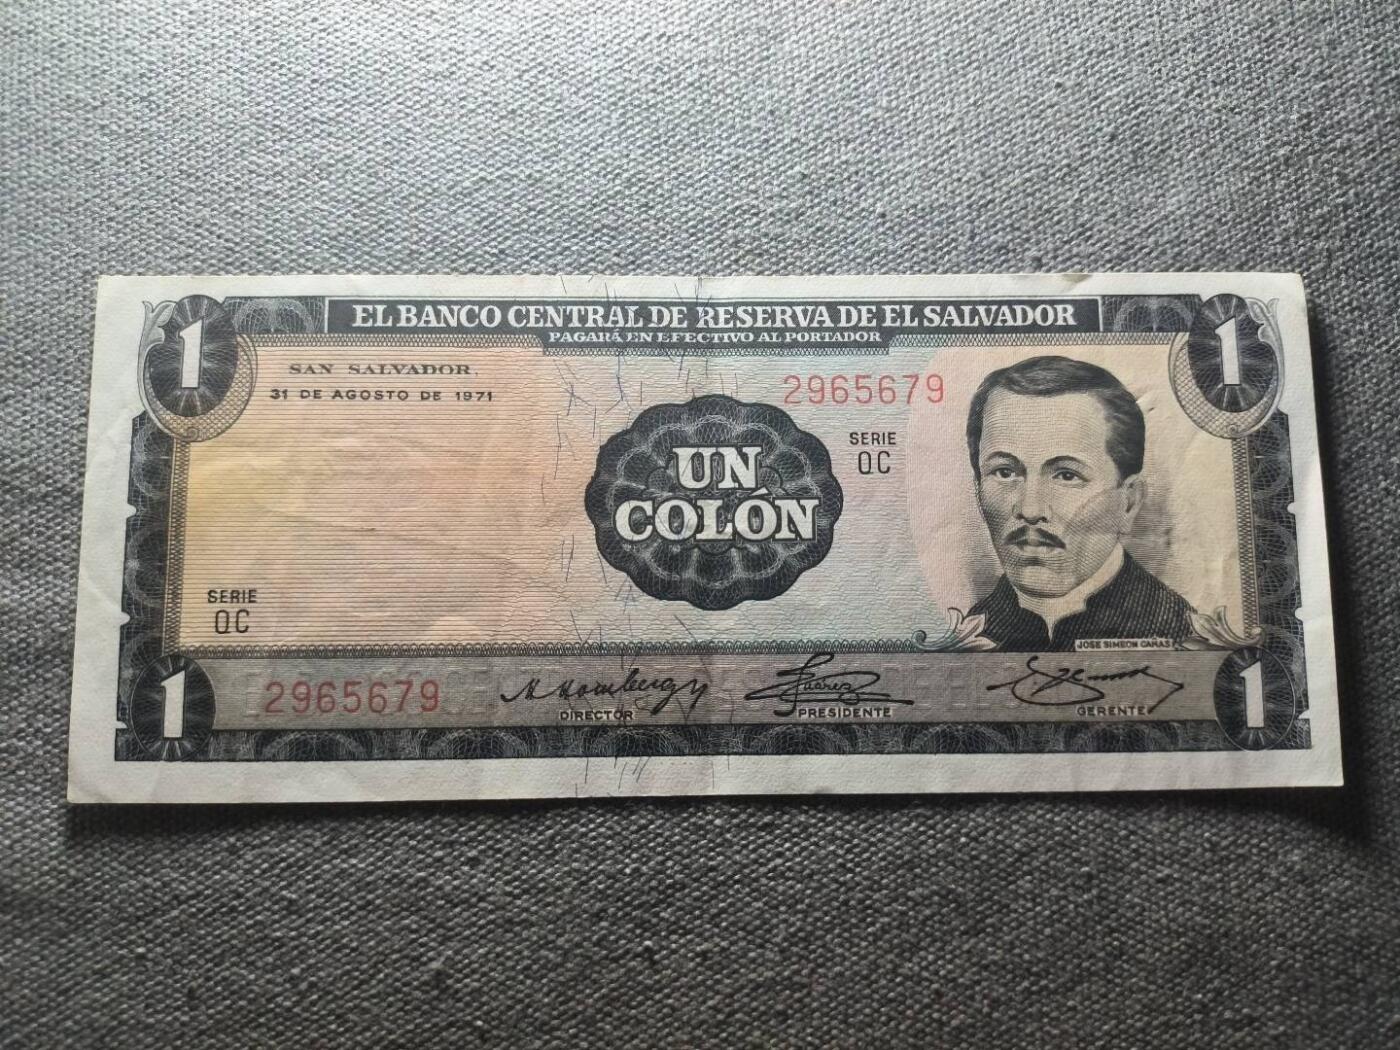 1
EL BANCO CENTRAL DE RESERVA DE EL SALVADOR
1
PAGARÁ EN EFECTIVO AL PORTADOR
SAN SALVADOR,
31 DE AGOSTO DE 1971
2965679
SERIE
QC
UN
COLÓN
SERIE
QC
JOSE SIMEON CAÑAS
1
2965679
DIRECTOR
PRESIDENTE
GERENTE
1